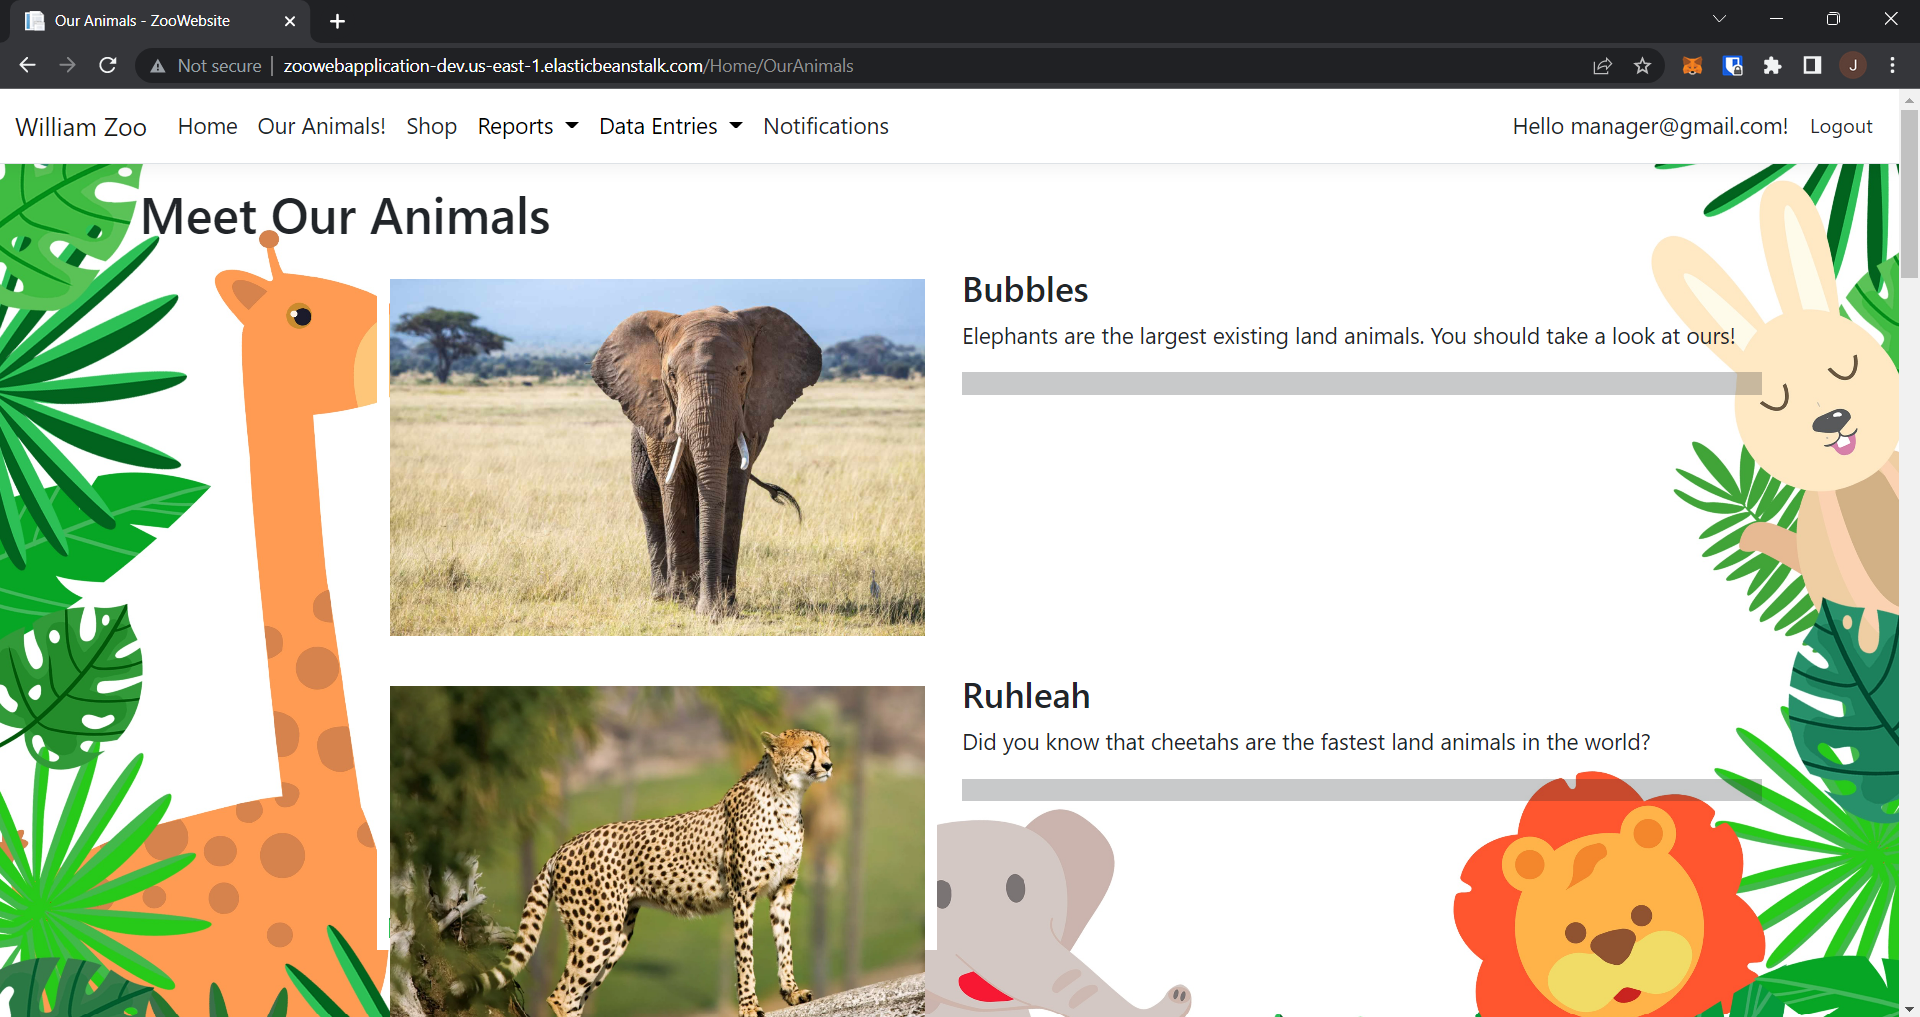 Our Animals - ZooWebsite
Not secure zoowebapplication-dev.us-east-1.elasticbeanstalk.com/Home/OurAnimals
J
William Zoo Home Our Animals! Shop Reports Data Entries Notifications Hello manager@gmail.com! Logout
Meet Our Animals
Bubbles
Elephants are the largest existing land animals. You should take a look at ours!
Ruhleah
Did you know that cheetahs are the fastest land animals in the world?